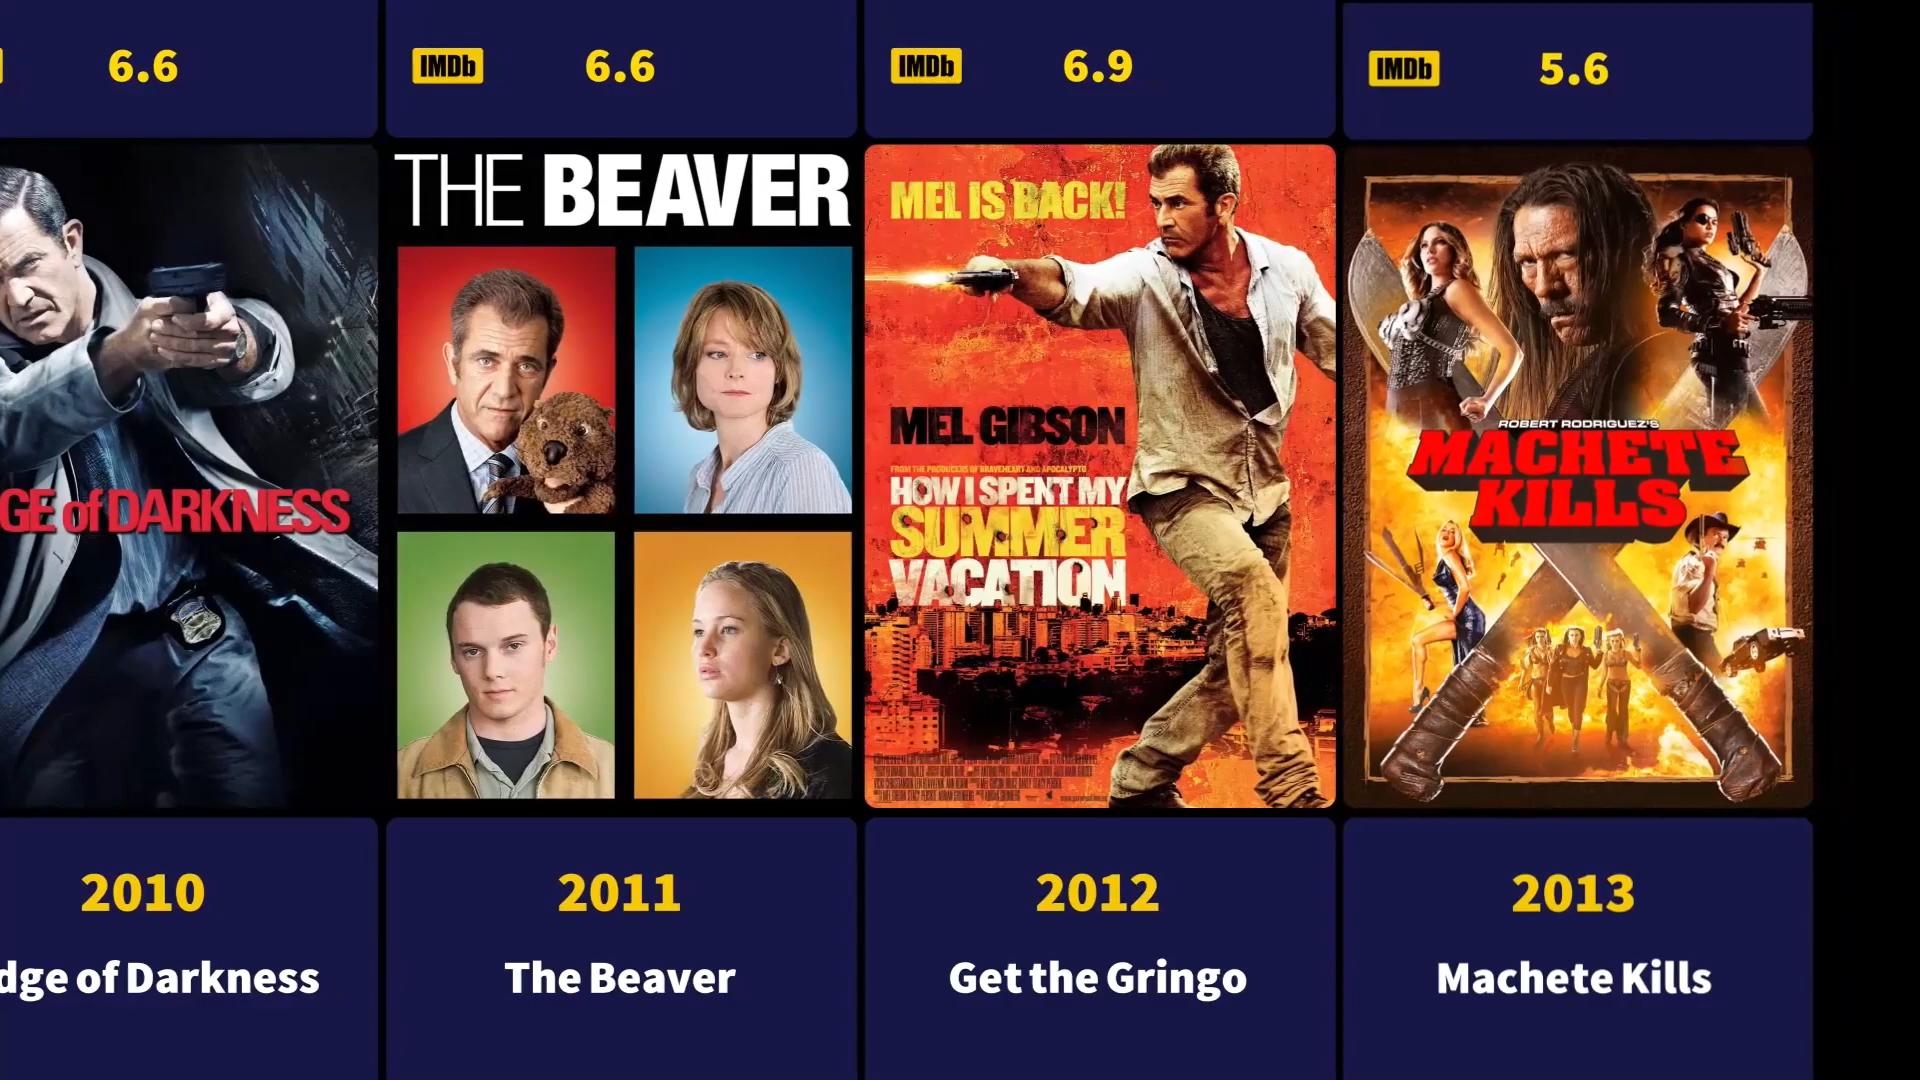 6.6
IMDb 6.6
IMDb 6.9
IMDb 5.6
GE of DARKNESS
THE BEAVER
MEL IS BACK!
MEL GIBSON
FROM THE PRODUCERS OF BRAVEHEART AND APOCALYPTO
HOW I SPENT MY
SUMMER
VACATION
ROBERT RODRIGUEZ'S
MACHETE
KILLS
2010
dge of Darkness
2011
The Beaver
2012
Get the Gringo
2013
Machete Kills